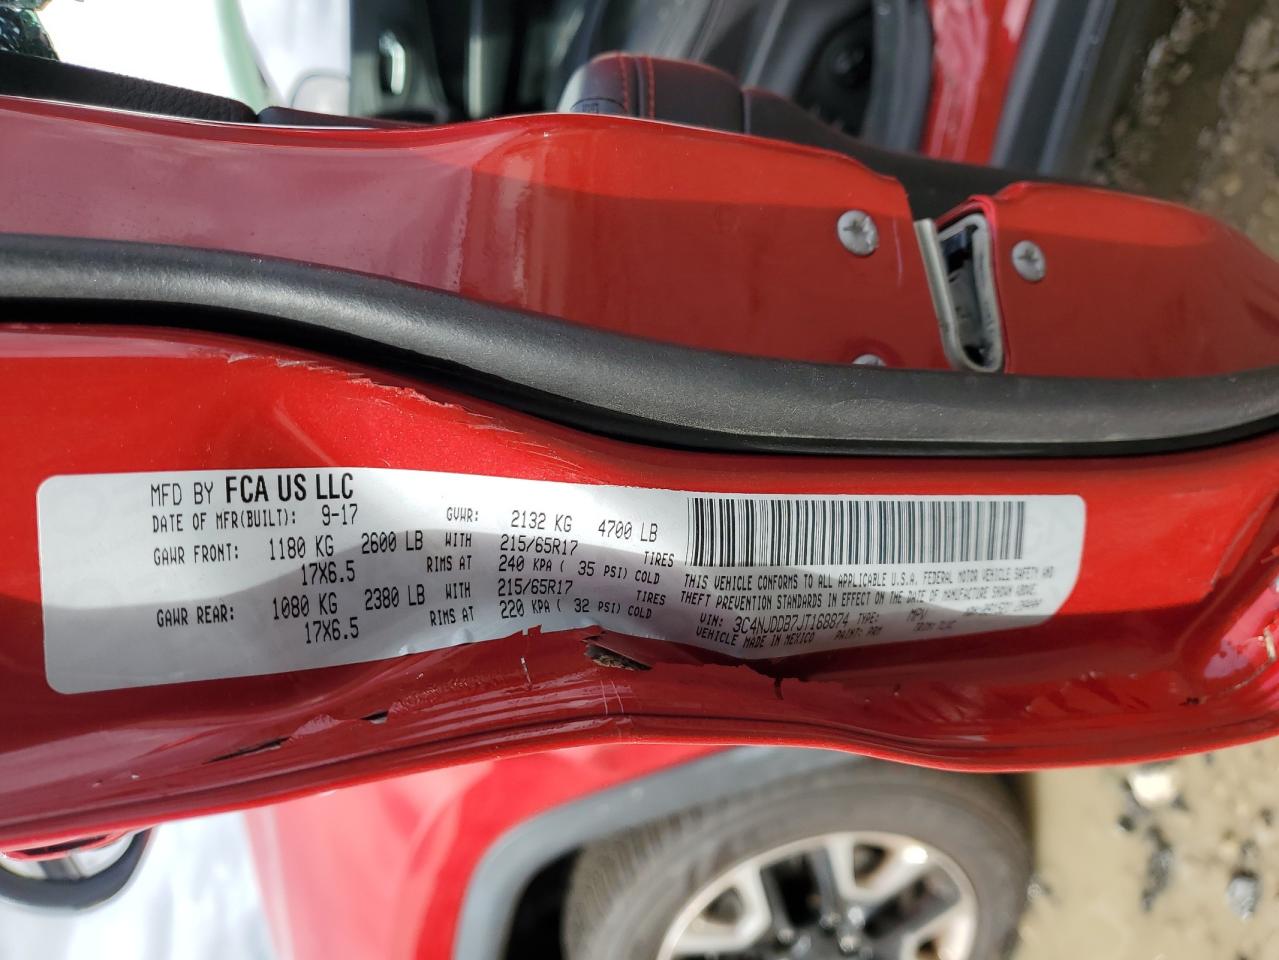 MFD BY FCA US LLC
DATE OF MFR(BUILT): 9-17 GVWR: 2132 KG 4700 LB
GAWR FRONT: 1180 KG 2600 LB WITH 215/65R17 TIRES
17X6.5 RIMS AT 240 KPA ( 35 PSI) COLD
GAWR REAR: 1080 KG 2380 LB WITH 215/65R17 TIRES
17X6.5 RIMS AT 220 KPA ( 32 PSI) COLD
THIS VEHICLE CONFORMS TO ALL APPLICABLE U.S.A. FEDERAL MOTOR VEHICLE SAFETY AND
THEFT PREVENTION STANDARDS IN EFFECT ON THE DATE OF MANUFACTURE SHOWN ABOVE.
VIN: 3C4NJDDB7JT168874 TYPE: MPV
VEHICLE MADE IN MEXICO PAINT: PRM TRIM: